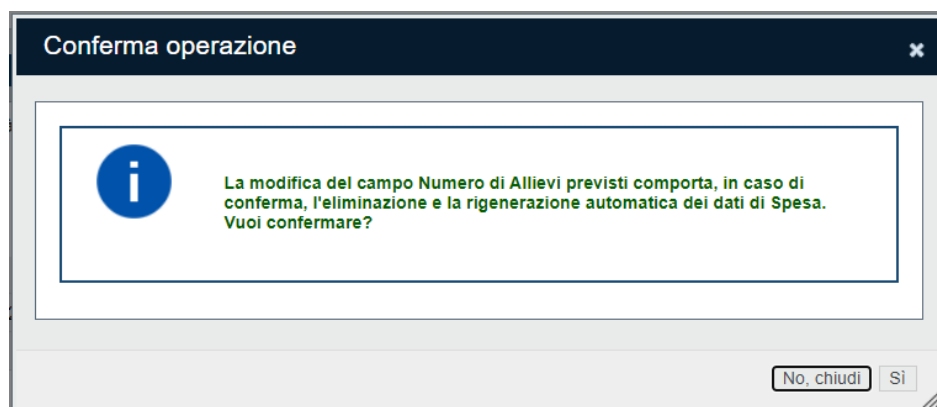 Conferma operazione
La modifica del campo Numero di Allievi previsti comporta, in caso di
conferma, l'eliminazione e la rigenerazione automatica dei dati di Spesa.
Vuoi confermare?
No, chiudi Sì